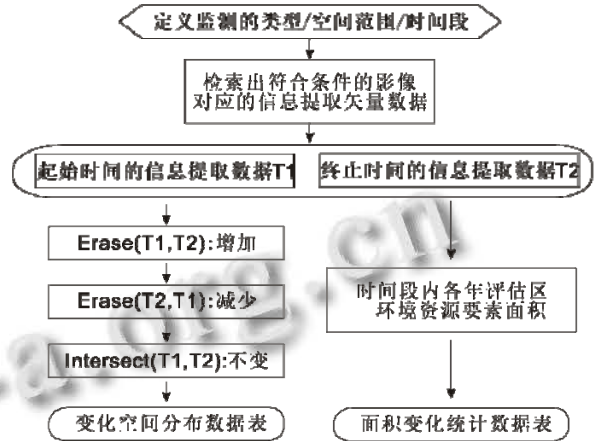 定义监测的类型/空间范围/时间段
检索出符合条件的影像
对应的信息提取矢量数据
起始时间的信息提取数据T1
终止时间的信息提取数据T2
Erase(T1,T2):增加
Erase(T2,T1):减少
Intersect(T1,T2):不变
变化空间分布数据表
时间段内各年评估区
环境资源要素面积
面积变化统计数据表
a.org.cn